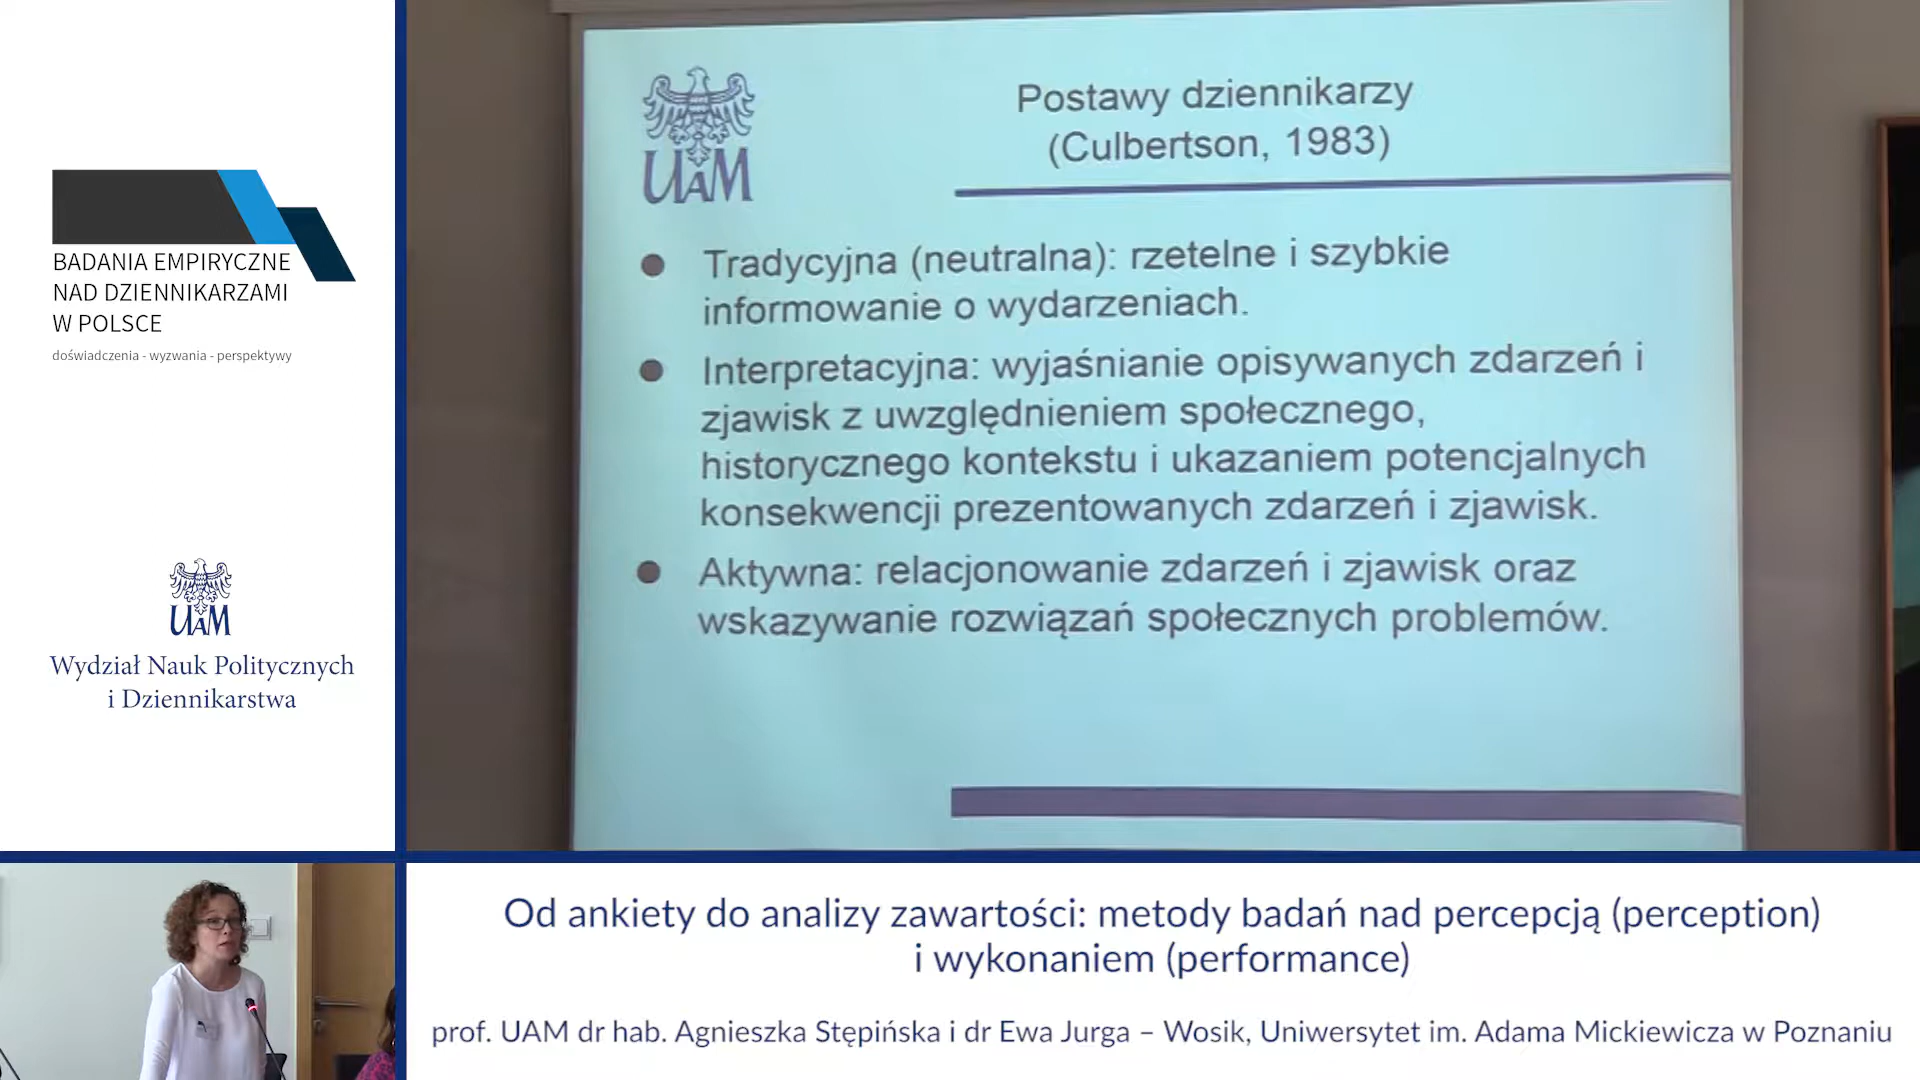 BADANIA EMPIRYCZNE
NAD DZIENNIKARZAMI
W POLSCE
doświadczenia - wyzwania - perspektywy
UAM
Wydział Nauk Politycznych
i Dziennikarstwa
UAM
Postawy dziennikarzy
(Culbertson, 1983)
● Tradycyjna (neutralna): rzetelne i szybkie
informowanie o wydarzeniach.
● Interpretacyjna: wyjaśnianie opisywanych zdarzeń i
zjawisk z uwzględnieniem społecznego,
historycznego kontekstu i ukazaniem potencjalnych
konsekwencji prezentowanych zdarzeń i zjawisk.
● Aktywna: relacjonowanie zdarzeń i zjawisk oraz
wskazywanie rozwiązań społecznych problemów.
Od ankiety do analizy zawartości: metody badań nad percepcją (perception)
i wykonaniem (performance)
prof. UAM dr hab. Agnieszka Stępińska i dr Ewa Jurga – Wosik, Uniwersytet im. Adama Mickiewicza w Poznaniu